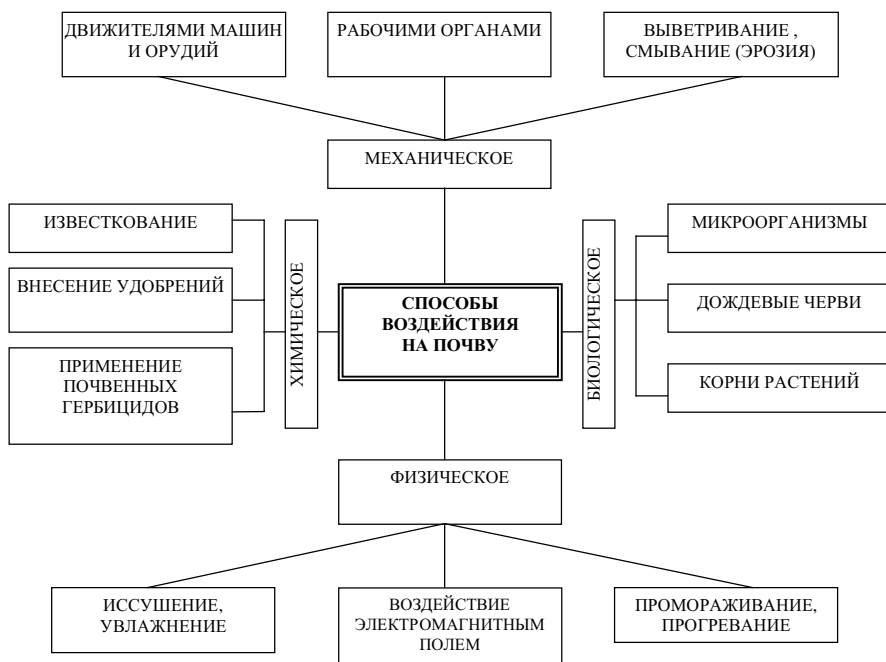 ДВИЖИТЕЛЯМИ МАШИН
И ОРУДИЙ
РАБОЧИМИ ОРГАНАМИ
ВЫВЕТРИВАНИЕ ,
СМЫВАНИЕ (ЭРОЗИЯ)
МЕХАНИЧЕСКОЕ
ИЗВЕСТКОВАНИЕ
ВНЕСЕНИЕ УДОБРЕНИЙ
ПРИМЕНЕНИЕ
ПОЧВЕННЫХ
ГЕРБИЦИДОВ
ХИМИЧЕСКОЕ
СПОСОБЫ
ВОЗДЕЙСТВИЯ
НА ПОЧВУ
БИОЛОГИЧЕСКОЕ
МИКРООРГАНИЗМЫ
ДОЖДЕВЫЕ ЧЕРВИ
КОРНИ РАСТЕНИЙ
ФИЗИЧЕСКОЕ
ИССУШЕНИЕ,
УВЛАЖНЕНИЕ
ВОЗДЕЙСТВИЕ
ЭЛЕКТРОМАГНИТНЫМ
ПОЛЕМ
ПРОМОРАЖИВАНИЕ,
ПРОГРЕВАНИЕ